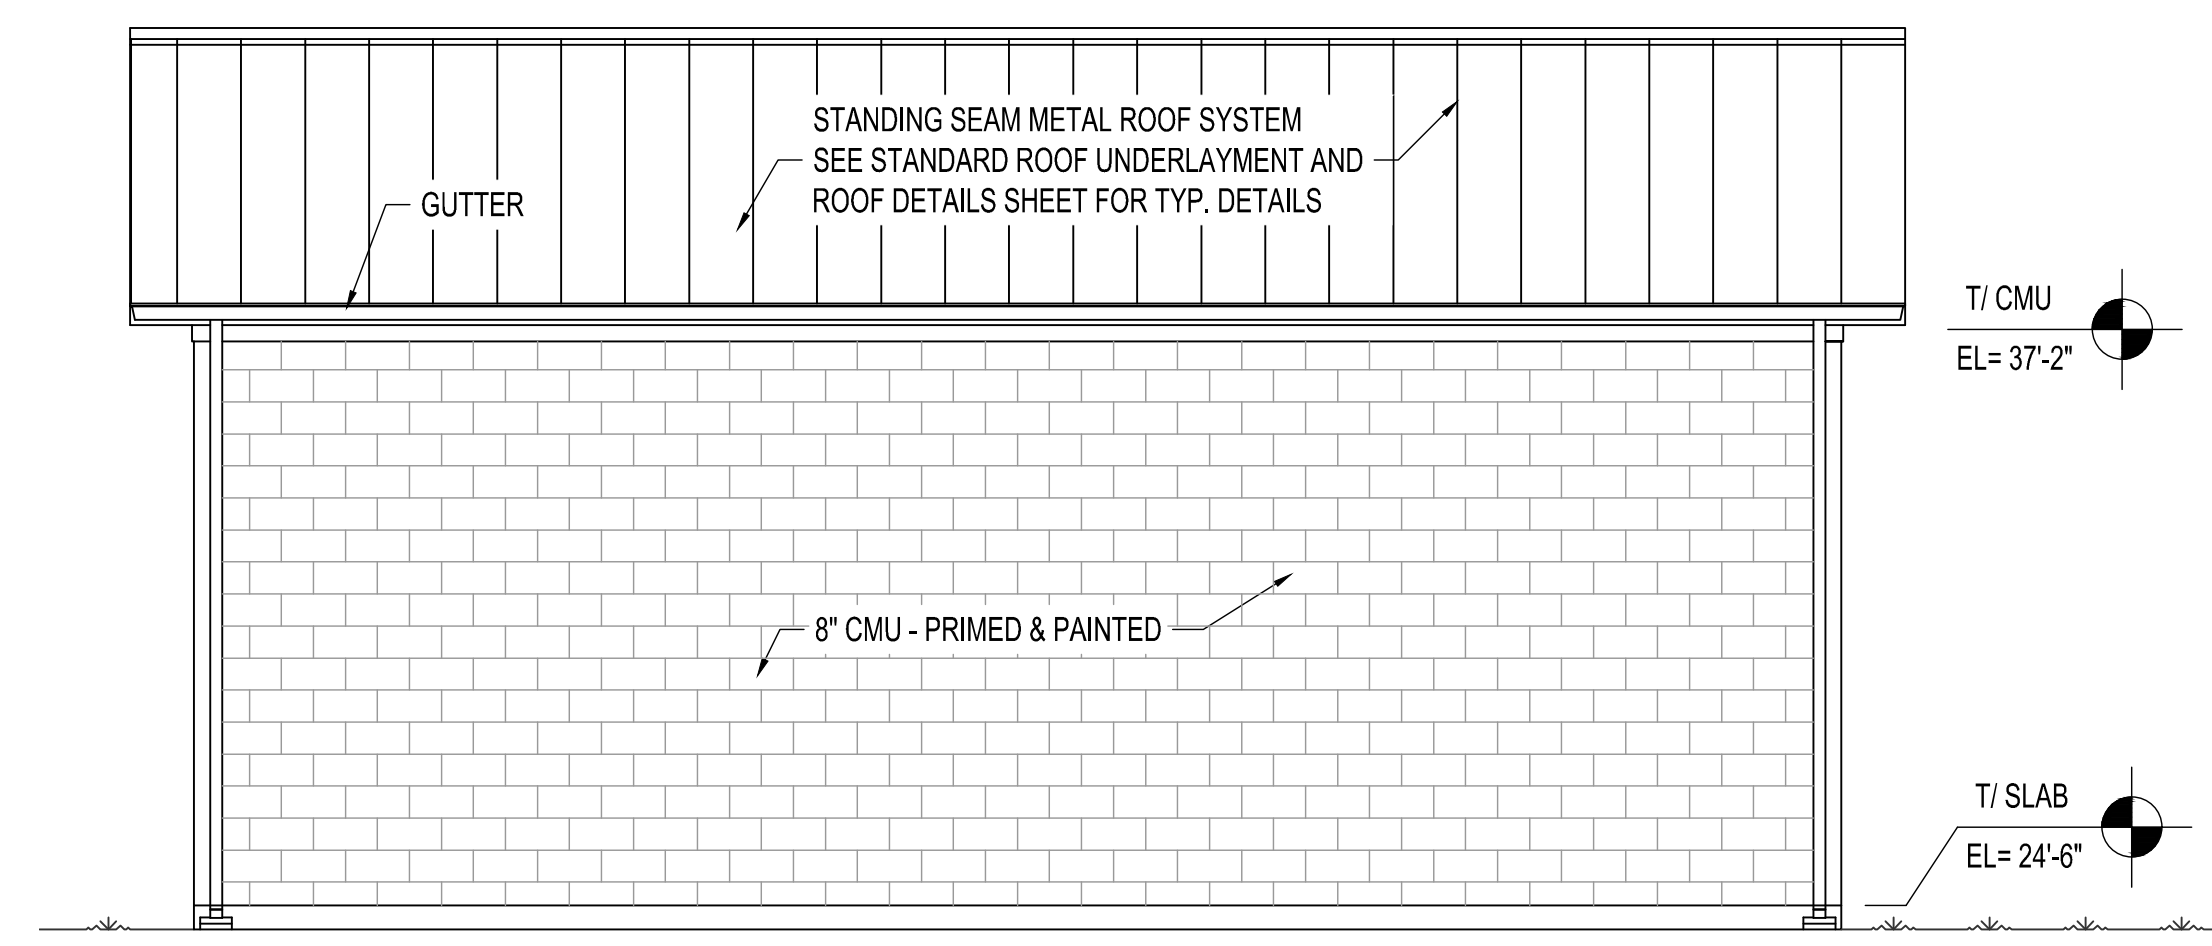 STANDING SEAM METAL ROOF SYSTEM
SEE STANDARD ROOF UNDERLAYMENT AND
ROOF DETAILS SHEET FOR TYP. DETAILS
GUTTER
T/ CMU
EL= 37'-2"
8" CMU - PRIMED & PAINTED
T/ SLAB
EL= 24'-6"